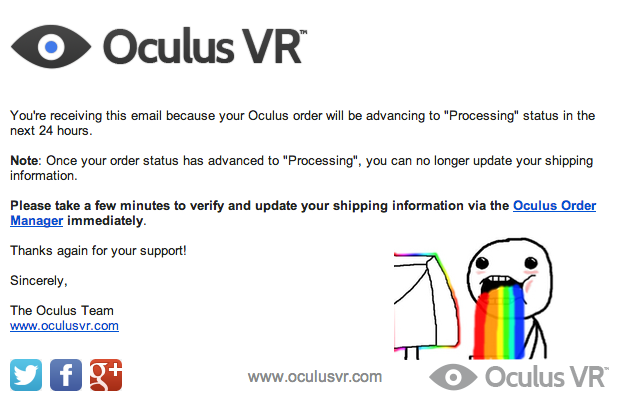 Oculus VR™
You're receiving this email because your Oculus order will be advancing to "Processing" status in the
next 24 hours.
Note: Once your order status has advanced to "Processing", you can no longer update your shipping
information.
Please take a few minutes to verify and update your shipping information via the Oculus Order
Manager immediately.
Thanks again for your support!
Sincerely,
The Oculus Team
www.oculusvr.com
f
g+
www.oculusvr.com
Oculus VR™